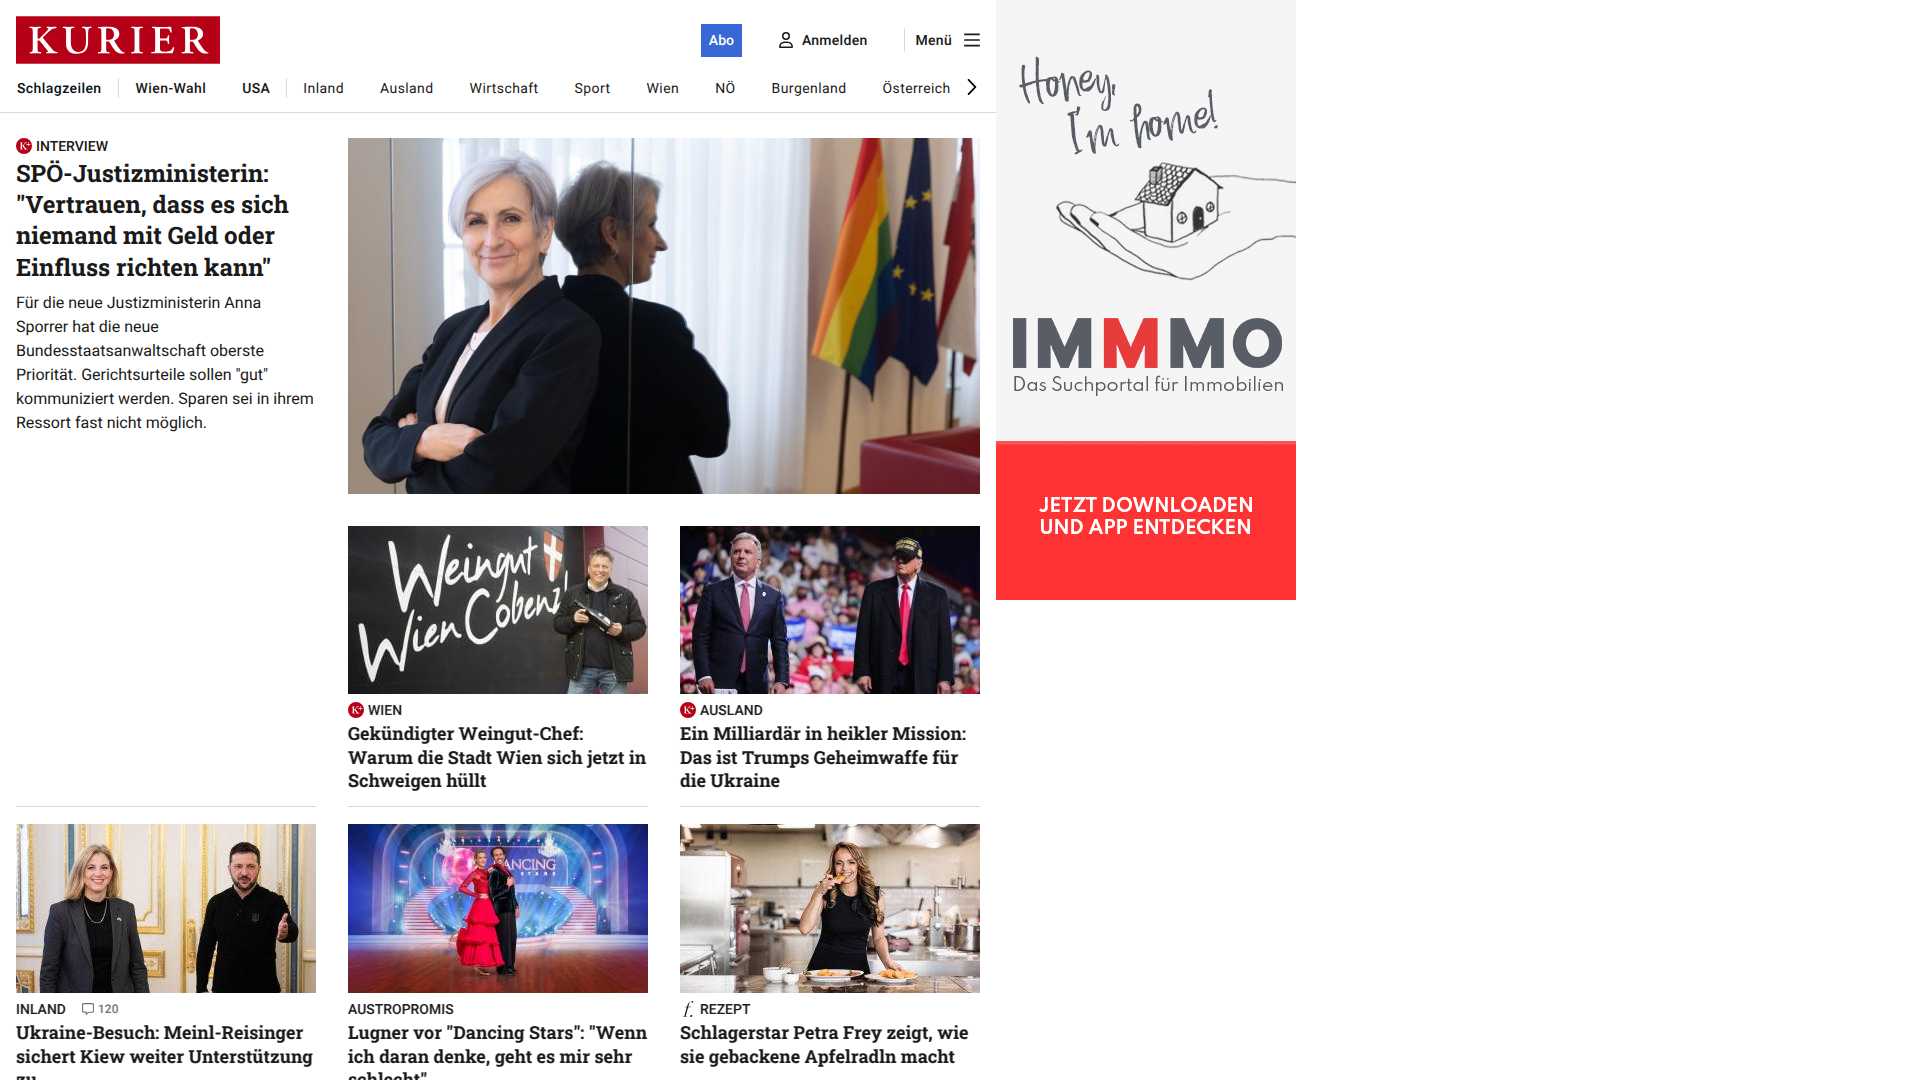 KURIER
Abo
Anmelden
Menü
Schlagzeilen
Wien-Wahl
USA
Inland
Ausland
Wirtschaft
Sport
Wien
NÖ
Burgenland
Österreich
INTERVIEW
SPÖ-Justizministerin:
"Vertrauen, dass es sich
niemand mit Geld oder
Einfluss richten kann"
Für die neue Justizministerin Anna
Sporrer hat die neue
Bundesstaatsanwaltschaft oberste
Priorität. Gerichtsurteile sollen "gut"
kommuniziert werden. Sparen sei in ihrem
Ressort fast nicht möglich.
Honey,
I'm home!
IMMMO
Das Suchportal für Immobilien
JETZT DOWNLOADEN
UND APP ENTDECKEN
Weingut
Wien Cobenzl
WIEN
Gekündigter Weingut-Chef:
Warum die Stadt Wien sich jetzt in
Schweigen hüllt
AUSLAND
Ein Milliardär in heikler Mission:
Das ist Trumps Geheimwaffe für
die Ukraine
INLAND
120
Ukraine-Besuch: Meinl-Reisinger
sichert Kiew weiter Unterstützung
zu
DANCING
STARS
AUSTROPROMIS
Lugner vor "Dancing Stars": "Wenn
ich daran denke, geht es mir sehr
schlecht"
f. REZEPT
Schlagerstar Petra Frey zeigt, wie
sie gebackene Apfelradln macht